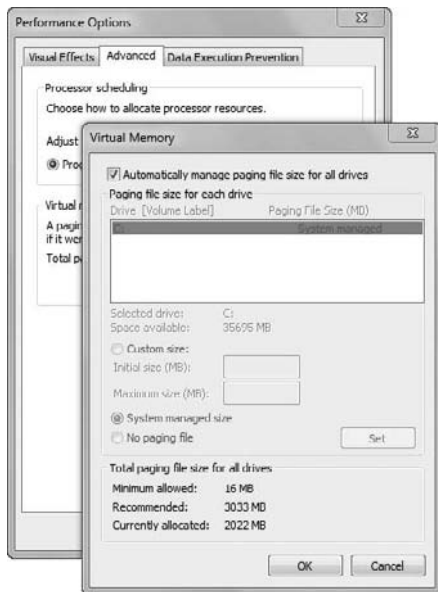 Performance Options
Visual Effects
Advanced
Data Execution Prevention
Processor scheduling
Choose how to allocate processor resources.
Adjust
Proc
Virtual m
A pagin
if it wer
Total pa
Virtual Memory
Automatically manage paging file size for all drives
Paging file size for each drive
Drive [Volume Label] Paging File Size (MB)
C: System managed
Selected drive: C:
Space available: 35695 MB
Custom size:
Initial size (MB):
Maximum size (MB):
System managed size
No paging file
Set
Total paging file size for all drives
Minimum allowed: 16 MB
Recommended: 3033 MB
Currently allocated: 2022 MB
OK Cancel